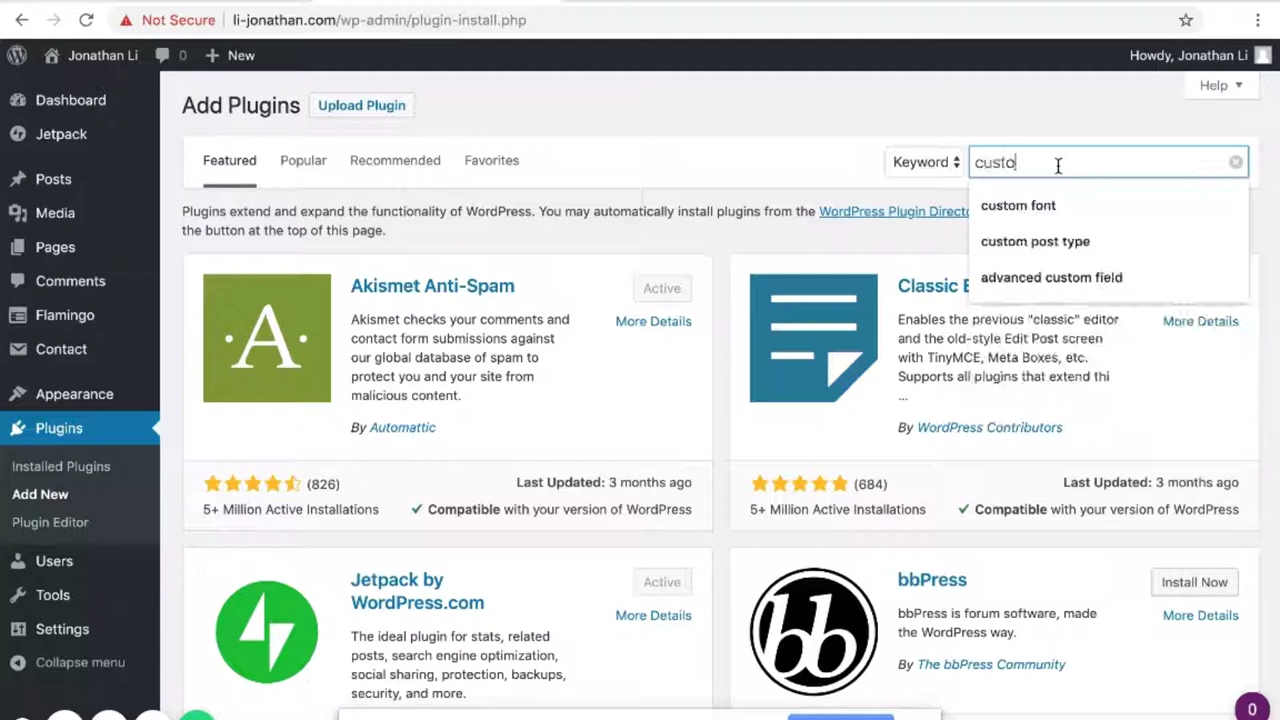 Not Secure
li-jonathan.com/wp-admin/plugin-install.php
Jonathan Li
0
New
Howdy, Jonathan Li
Dashboard
Jetpack
Posts
Media
Pages
Comments
Flamingo
Contact
Appearance
Plugins
Installed Plugins
Add New
Plugin Editor
Users
Tools
Settings
Collapse menu
Help
Add Plugins
Upload Plugin
Featured
Popular
Recommended
Favorites
Keyword
custo
custom font
custom post type
advanced custom field
Plugins extend and expand the functionality of WordPress. You may automatically install plugins from the WordPress Plugin Directo
the button at the top of this page.
A
Akismet Anti-Spam
Active
More Details
Akismet checks your comments and
contact form submissions against
our global database of spam to
protect you and your site from
malicious content.
By Automattic
(826)
5+ Million Active Installations
Last Updated: 3 months ago
Compatible with your version of WordPress
Classic E
More Details
Enables the previous "classic" editor
and the old-style Edit Post screen
with TinyMCE, Meta Boxes, etc.
Supports all plugins that extend thi
...
By WordPress Contributors
(684)
5+ Million Active Installations
Last Updated: 3 months ago
Compatible with your version of WordPress
Jetpack by
WordPress.com
Active
More Details
The ideal plugin for stats, related
posts, search engine optimization,
social sharing, protection, backups,
security, and more.
bb
bbPress
Install Now
More Details
bbPress is forum software, made
the WordPress way.
By The bbPress Community
0